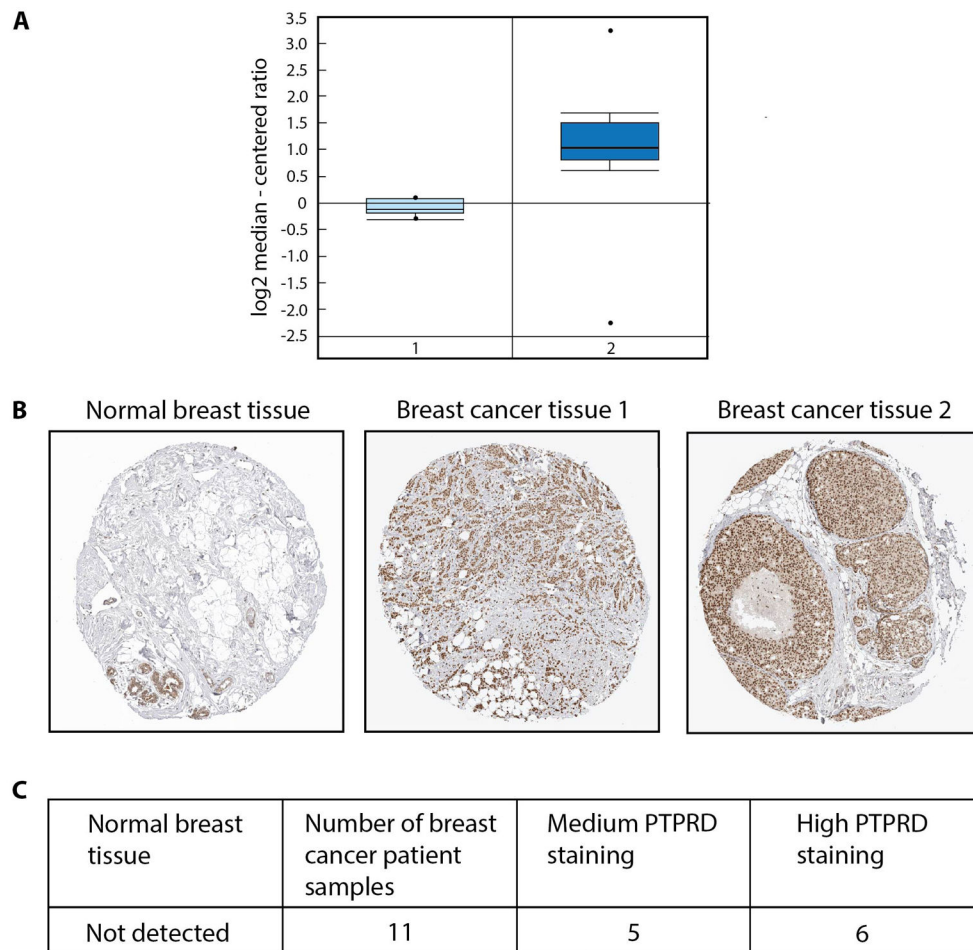 A
log2 median - centered ratio
3.5
3.0
2.5
2.0
1.5
1.0
0.5
0
-0.5
-1.0
-1.5
-2.0
-2.5
1 2
B
Normal breast tissue Breast cancer tissue 1 Breast cancer tissue 2
C
Normal breast Number of breast Medium PTPRD High PTPRD
tissue cancer patient staining staining
samples
Not detected 11 5 6